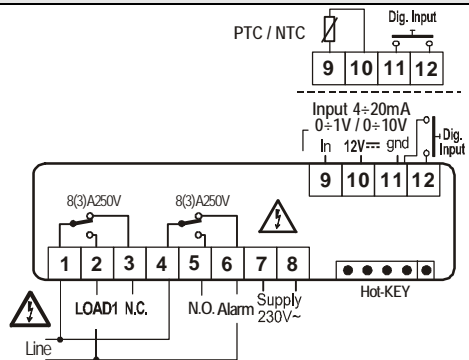 Dig. Input
PTC / NTC
9 10 11 12
Input 4÷20mA
0÷1V / 0÷10V
In 12V⎓ gnd
Dig.
Input
9 10 11 12
8(3)A250V 8(3)A250V
1 2 3 4 5 6 7 8
LOAD1 N.C. N.O. Alarm Supply
230V~
Hot-KEY
Line